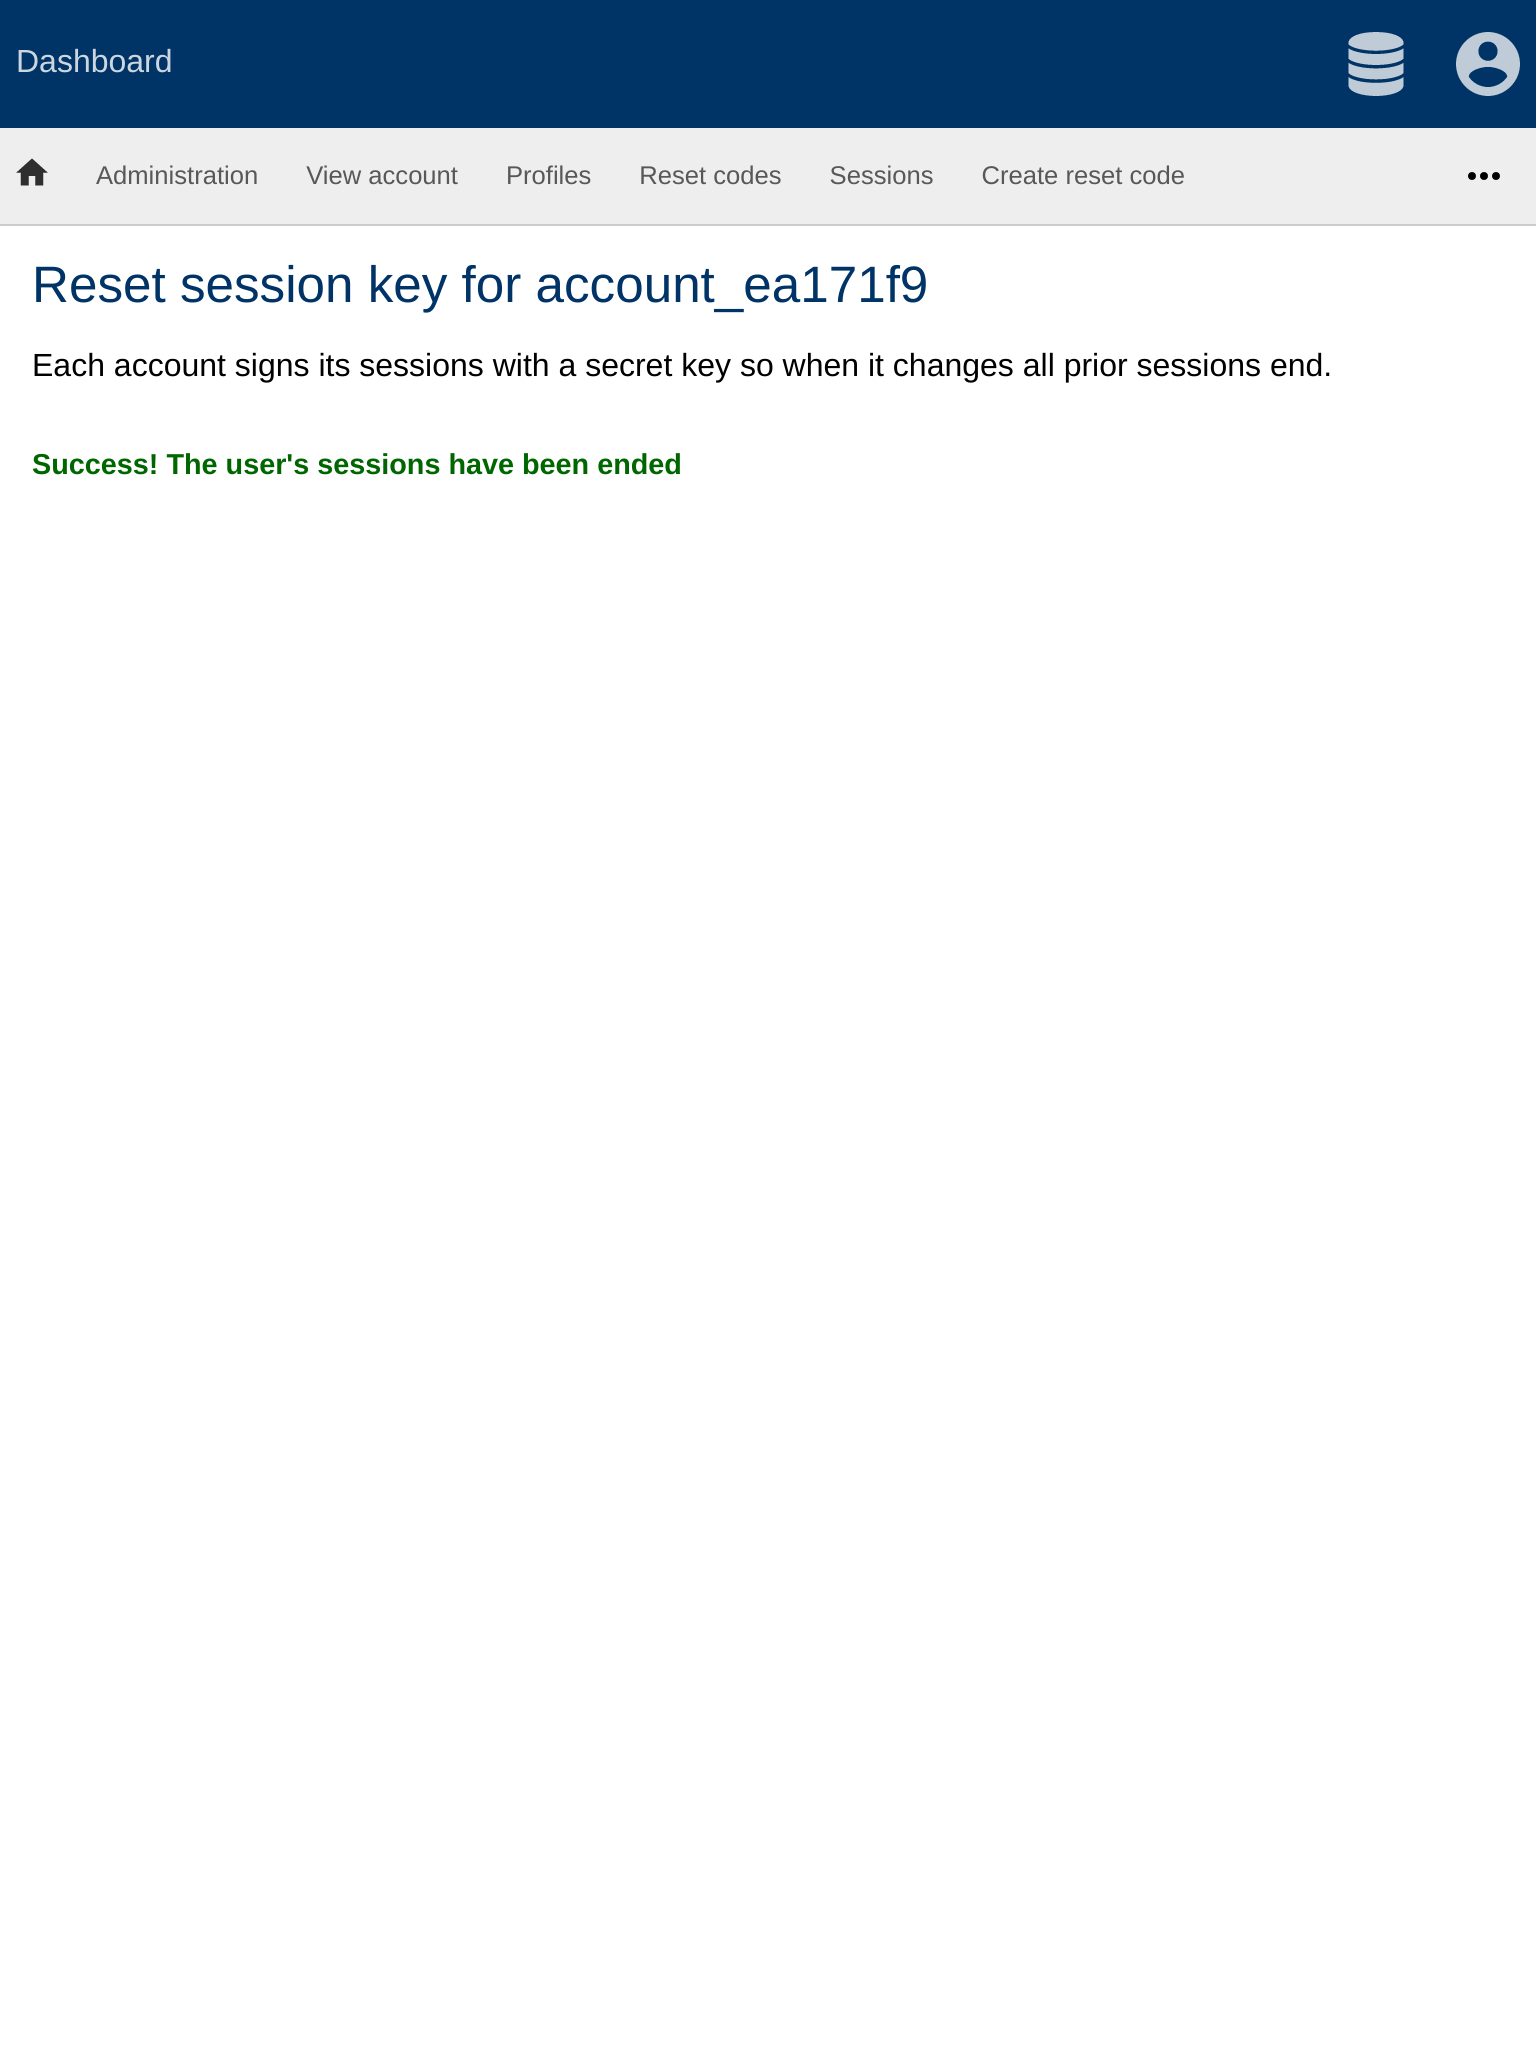 Dashboard
Administration View account Profiles Reset codes Sessions Create reset code
Reset session key for account_ea171f9
Each account signs its sessions with a secret key so when it changes all prior sessions end.
Success! The user's sessions have been ended